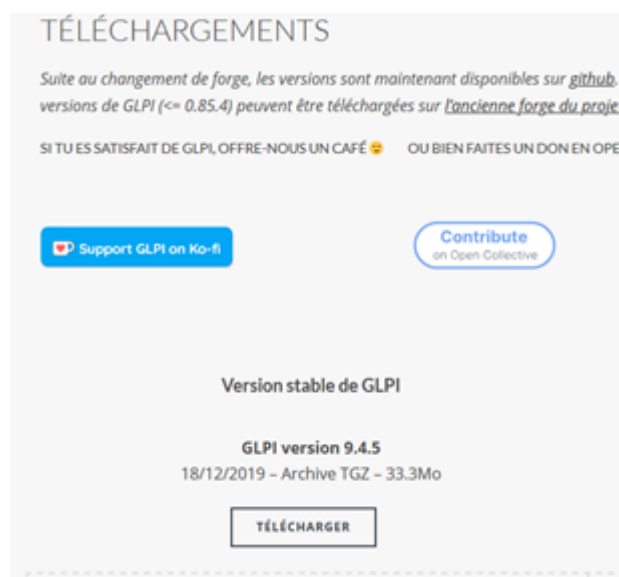 TÉLÉCHARGEMENTS
Suite au changement de forge, les versions sont maintenant disponibles sur github.
versions de GLPI (<= 0.85.4) peuvent être téléchargées sur l'ancienne forge du proje
SI TU ES SATISFAIT DE GLPI, OFFRE-NOUS UN CAFÉ 😉 OU BIEN FAITES UN DON EN OPE
Support GLPI on Ko-fi
Contribute
on Open Collective
Version stable de GLPI
GLPI version 9.4.5
18/12/2019 – Archive TGZ – 33.3Mo
TÉLÉCHARGER